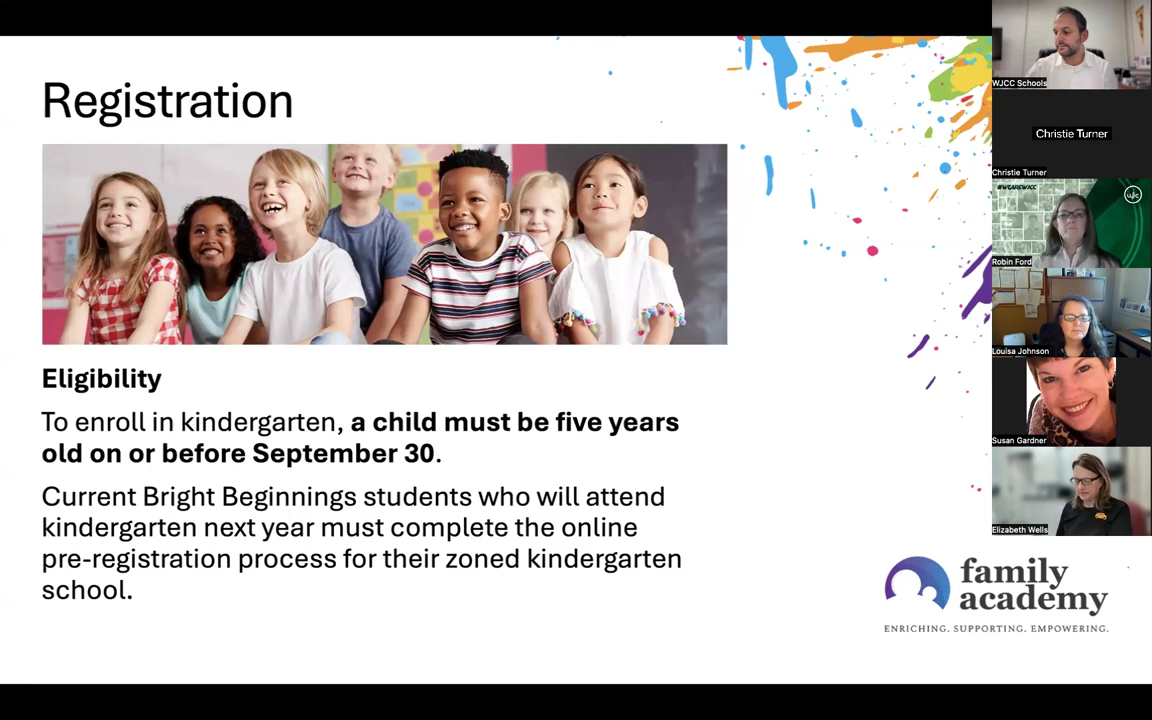 Registration
Eligibility
To enroll in kindergarten, a child must be five years
old on or before September 30.
Current Bright Beginnings students who will attend
kindergarten next year must complete the online
pre-registration process for their zoned kindergarten
school.
family
academy
ENRICHING. SUPPORTING. EMPOWERING.
WJCC Schools
Christie Turner
Christie Turner
#WEAREWJCC
wjc
Robin Ford
Louisa Johnson
Susan Gardner
Elizabeth Wells